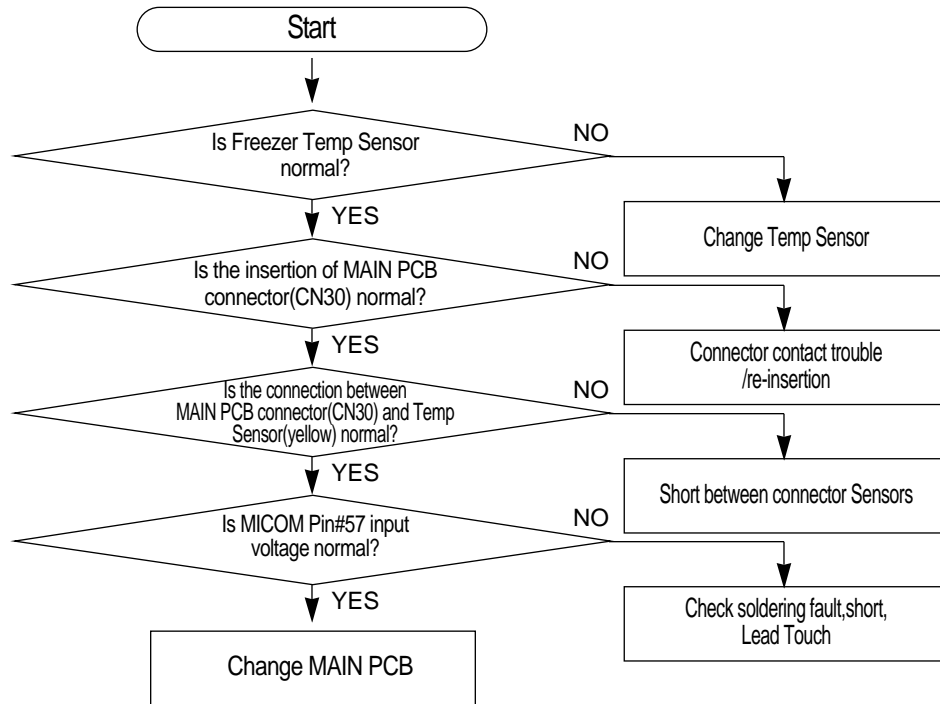 Start
Is Freezer Temp Sensor
normal?
NO
YES
Change Temp Sensor
Is the insertion of MAIN PCB
connector(CN30) normal?
NO
YES
Connector contact trouble
/re-insertion
Is the connection between
MAIN PCB connector(CN30) and Temp
Sensor(yellow) normal?
NO
YES
Short between connector Sensors
Is MICOM Pin#57 input
voltage normal?
NO
YES
Check soldering fault,short,
Lead Touch
Change MAIN PCB